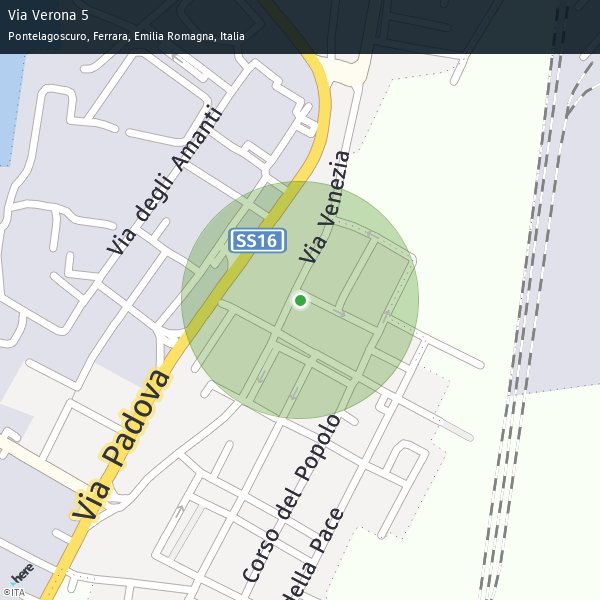 Via Verona 5
Pontelagoscuro, Ferrara, Emilia Romagna, Italia
Via degli Amanti
Via Venezia
SS16
Via Padova
Corso del Popolo
della Pace
here
©ITA